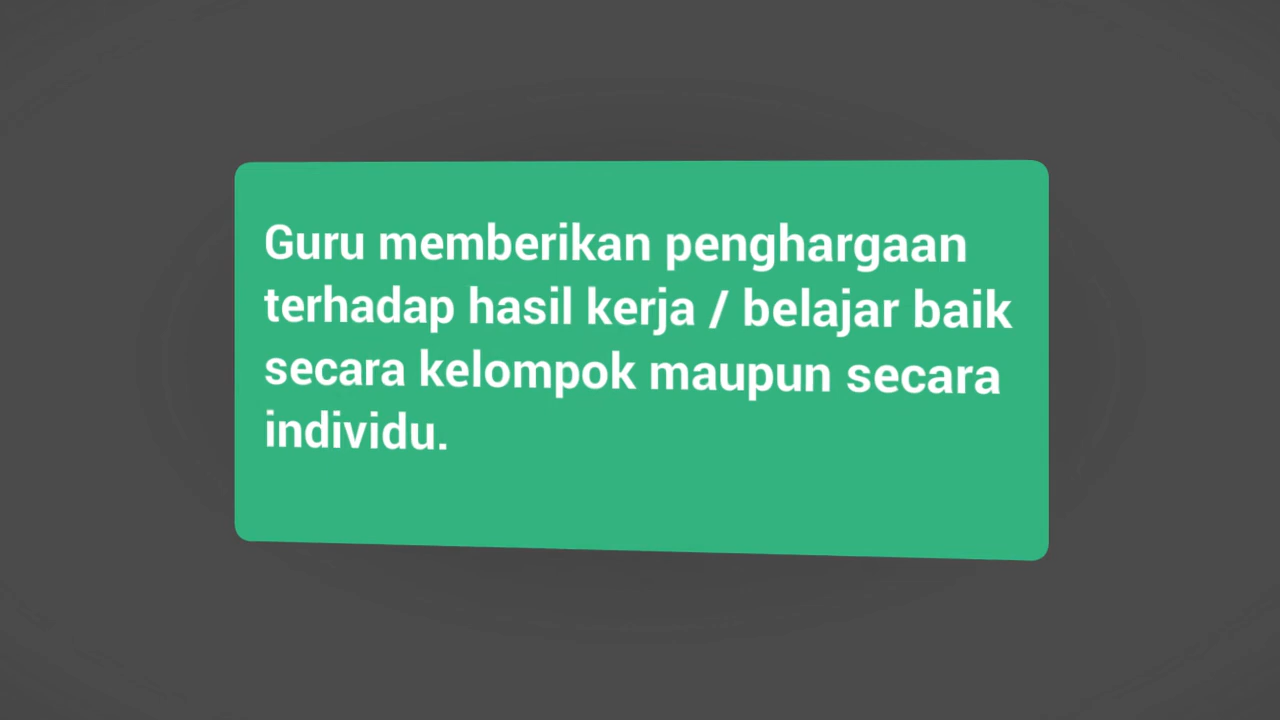 Guru memberikan penghargaan
terhadap hasil kerja / belajar baik
secara kelompok maupun secara
individu.